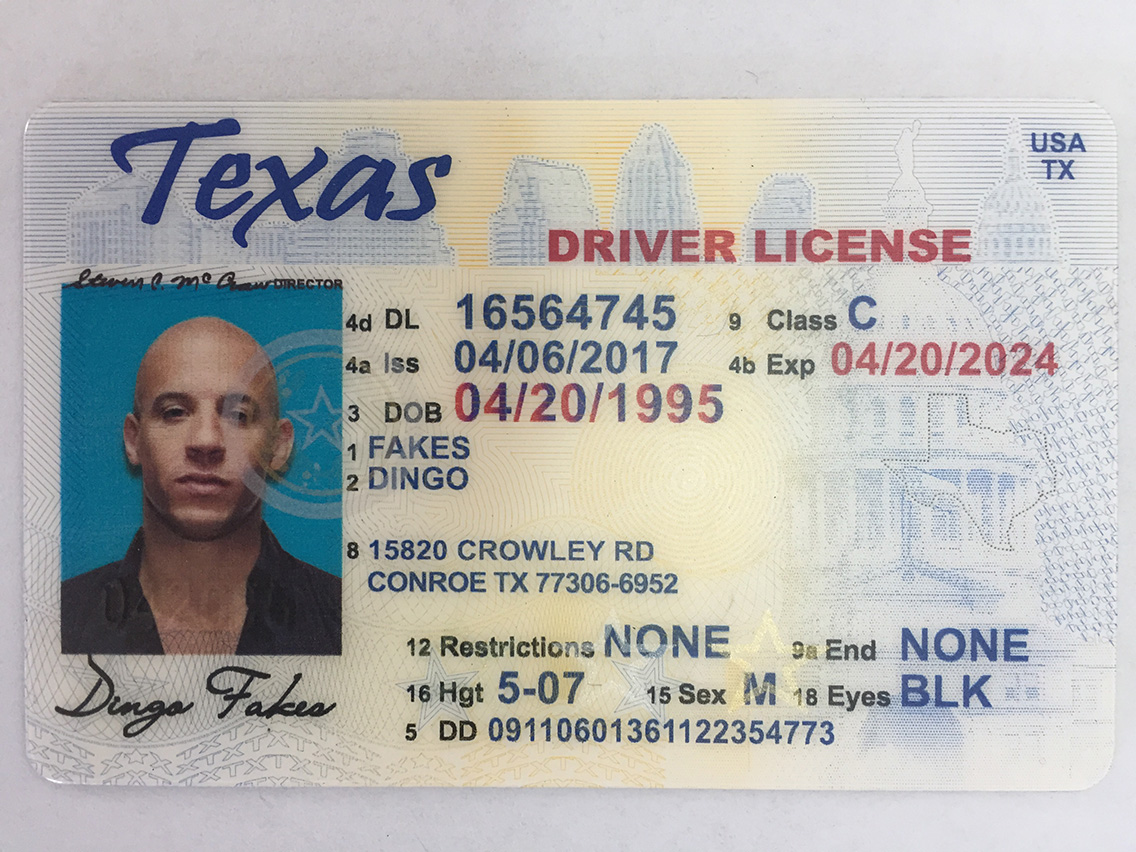 Texas
USA
TX
DRIVER LICENSE
Steven C. McCraw DIRECTOR
4d DL 16564745 9 Class C
4a Iss 04/06/2017 4b Exp 04/20/2024
3 DOB 04/20/1995
1 FAKES
2 DINGO
8 15820 CROWLEY RD
CONROE TX 77306-6952
12 Restrictions NONE 9a End NONE
16 Hgt 5-07 15 Sex M 18 Eyes BLK
Dingo Fakes
5 DD 09110601361122354773